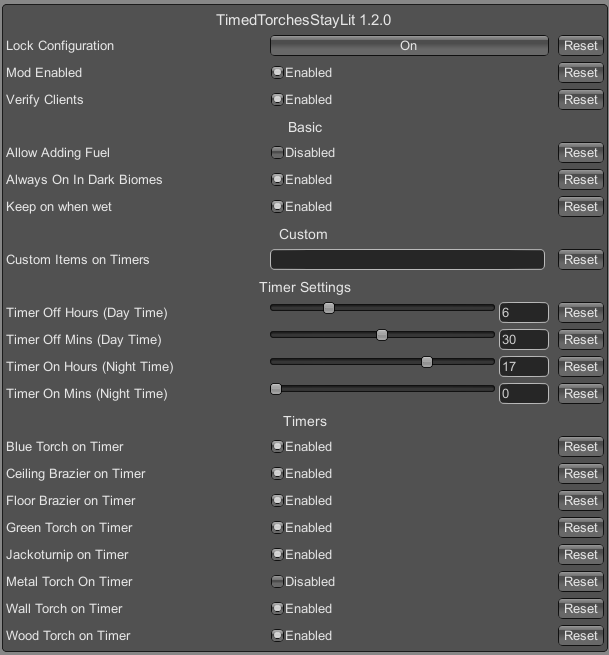 TimedTorchesStayLit 1.2.0
Lock Configuration On Reset
Mod Enabled Enabled Reset
Verify Clients Enabled Reset
Basic
Allow Adding Fuel Disabled Reset
Always On In Dark Biomes Enabled Reset
Keep on when wet Enabled Reset
Custom
Custom Items on Timers Reset
Timer Settings
Timer Off Hours (Day Time) 6 Reset
Timer Off Mins (Day Time) 30 Reset
Timer On Hours (Night Time) 17 Reset
Timer On Mins (Night Time) 0 Reset
Timers
Blue Torch on Timer Enabled Reset
Ceiling Brazier on Timer Enabled Reset
Floor Brazier on Timer Enabled Reset
Green Torch on Timer Enabled Reset
Jackoturnip on Timer Enabled Reset
Metal Torch On Timer Disabled Reset
Wall Torch on Timer Enabled Reset
Wood Torch on Timer Enabled Reset